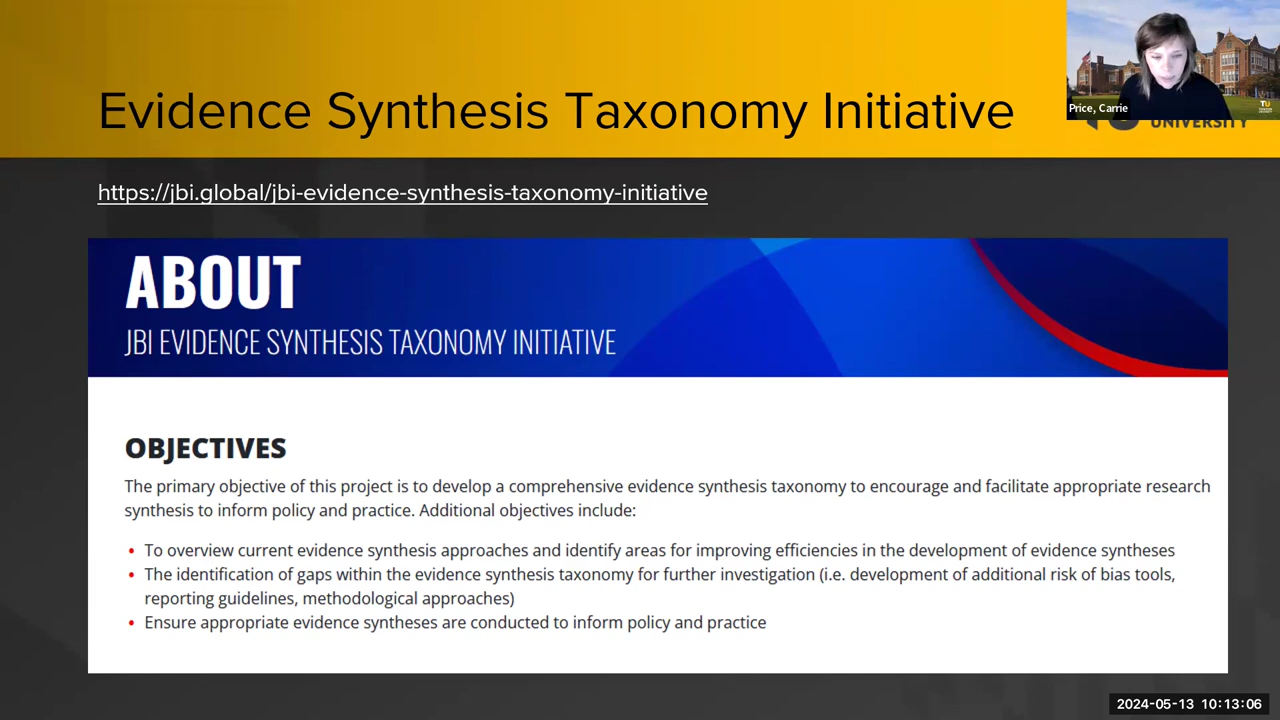 Evidence Synthesis Taxonomy Initiative
Price, Carrie
TU
UNIVERSITY
https://jbi.global/jbi-evidence-synthesis-taxonomy-initiative
ABOUT
JBI EVIDENCE SYNTHESIS TAXONOMY INITIATIVE
OBJECTIVES
The primary objective of this project is to develop a comprehensive evidence synthesis taxonomy to encourage and facilitate appropriate research
synthesis to inform policy and practice. Additional objectives include:
• To overview current evidence synthesis approaches and identify areas for improving efficiencies in the development of evidence syntheses
• The identification of gaps within the evidence synthesis taxonomy for further investigation (i.e. development of additional risk of bias tools,
reporting guidelines, methodological approaches)
• Ensure appropriate evidence syntheses are conducted to inform policy and practice
2024-05-13 10:13:06